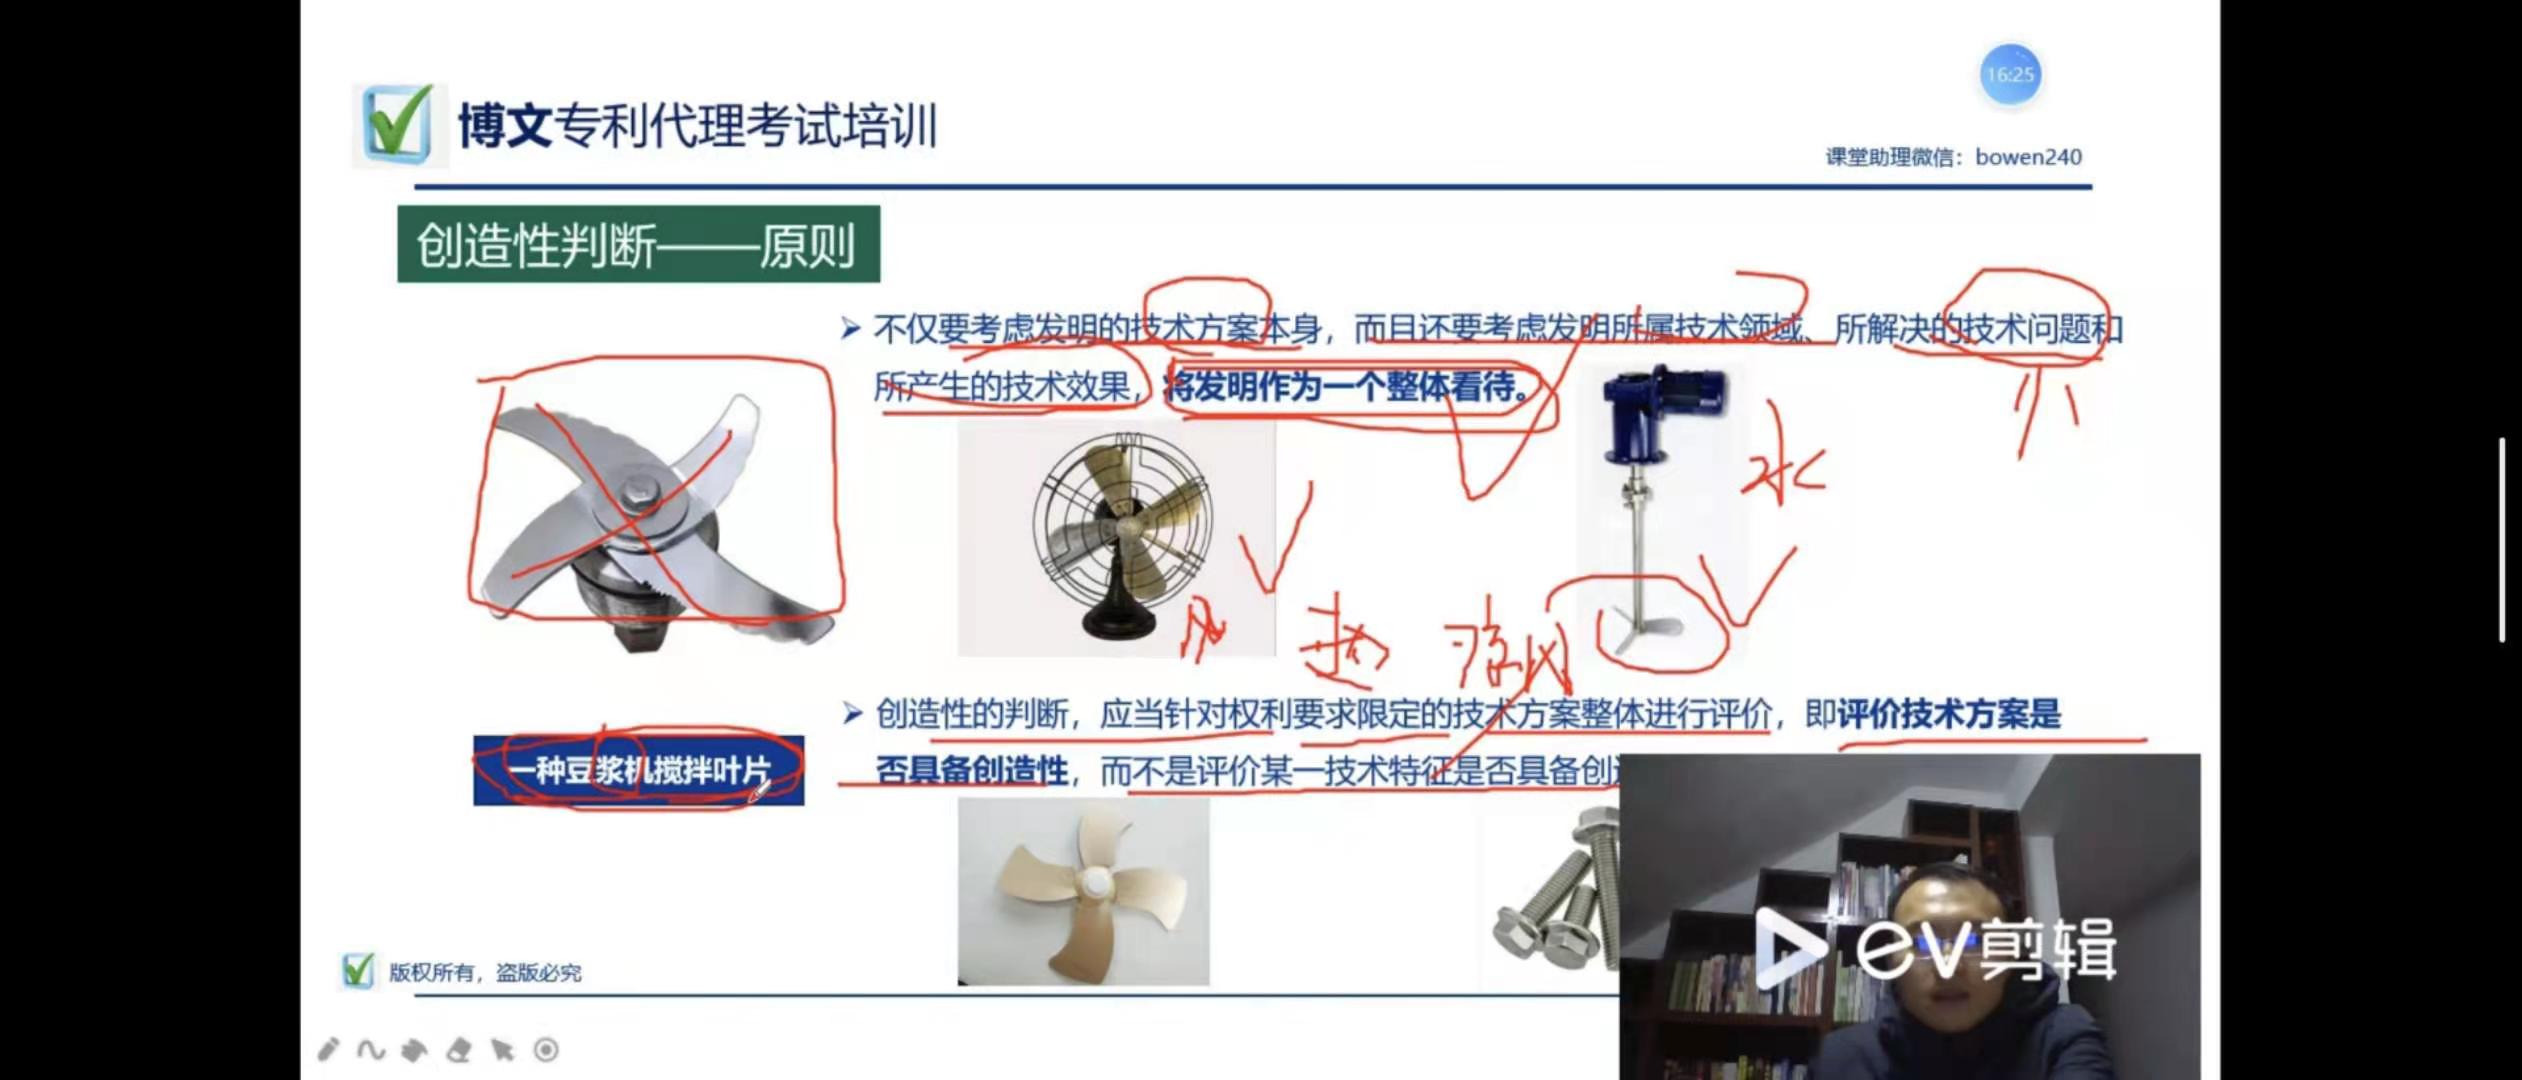 16:25
博文专利代理考试培训
课堂助理微信：bowen240
创造性判断——原则
➢ 不仅要考虑发明的技术方案本身，而且还要考虑发明所属技术领域、所解决的技术问题和
所产生的技术效果，将发明作为一个整体看待。
水
风
凉风
➢ 创造性的判断，应当针对权利要求限定的技术方案整体进行评价，即评价技术方案是
否具备创造性，而不是评价某一技术特征是否具备创
一种豆浆机搅拌叶片
ev剪辑
版权所有，盗版必究